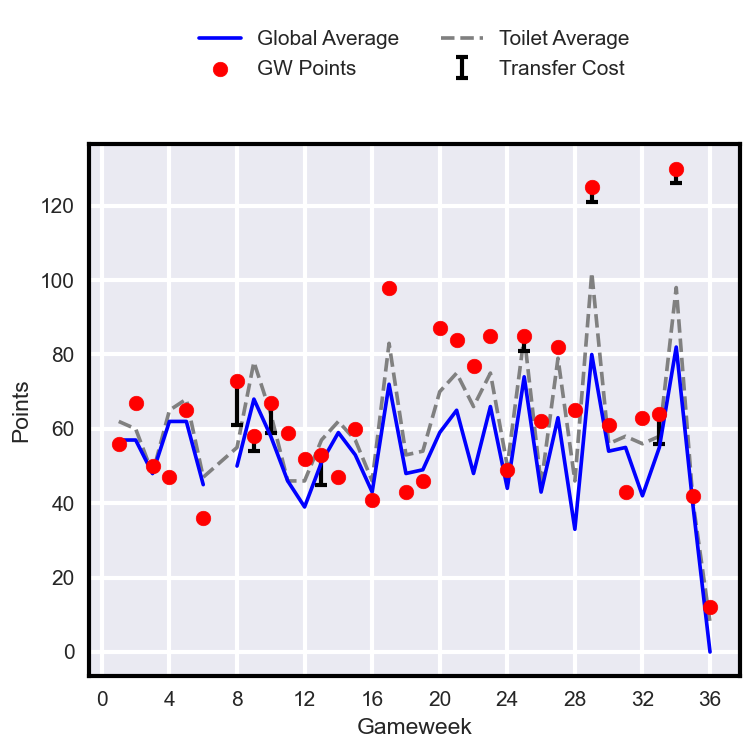 Global Average
Toilet Average
GW Points
Transfer Cost
120
100
80
60
40
20
0
Points
0 4 8 12 16 20 24 28 32 36
Gameweek